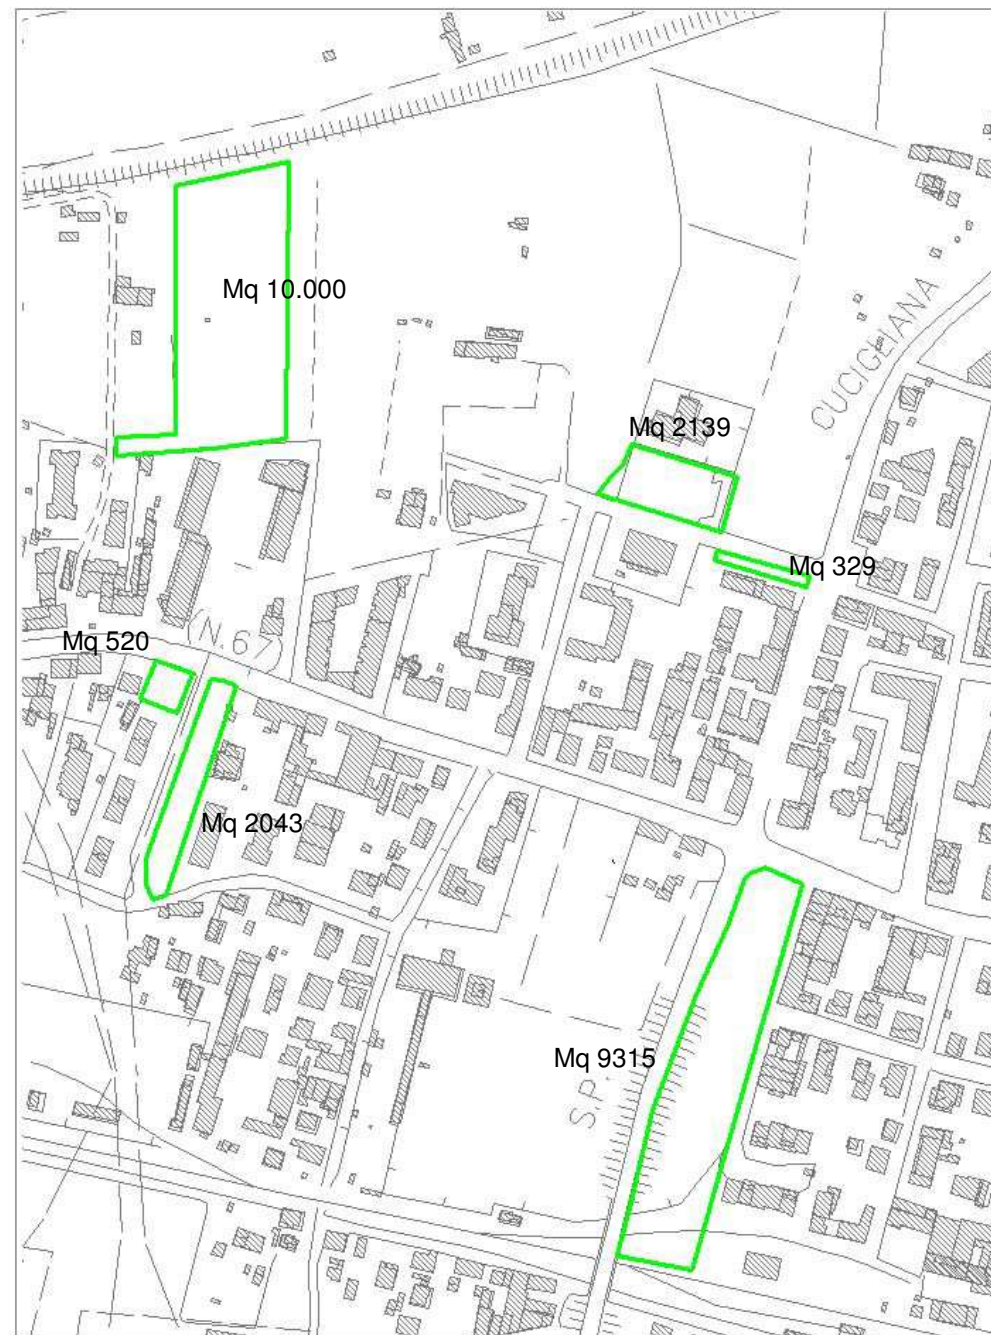 Mq 10.000
CUCIGLIANA
Mq 2139
Mq 329
Mq 520
(N. 67)
Mq 2043
Mq 9315
S.P.